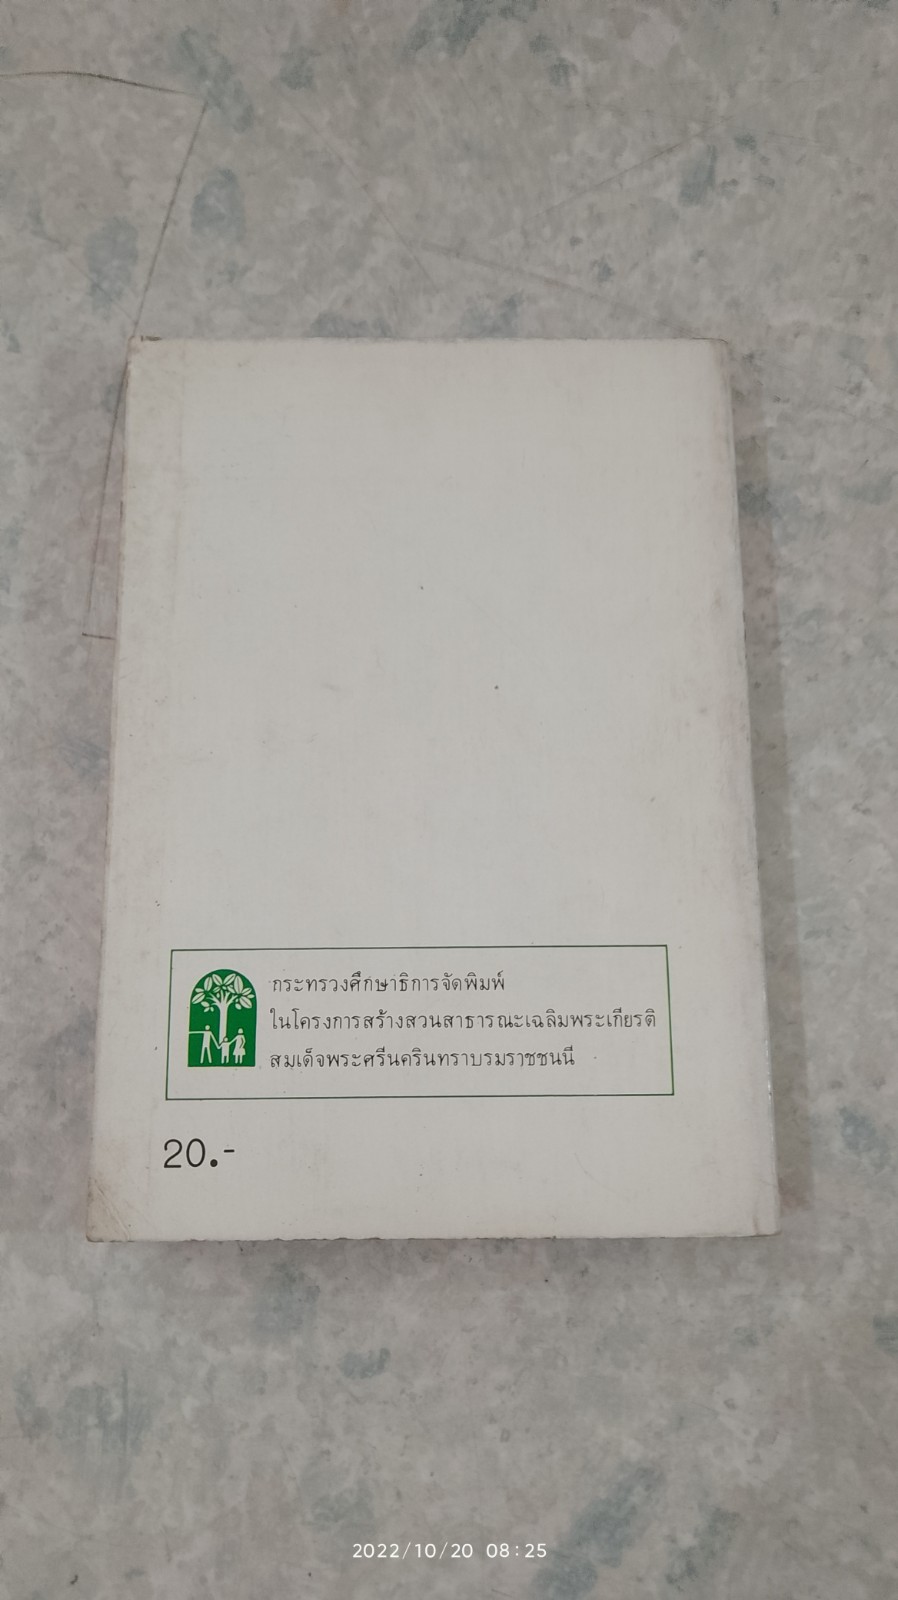 กระทรวงศึกษาธิการจัดพิมพ์
ในโครงการสร้างสวนสาธารณะเฉลิมพระเกียรติ
สมเด็จพระศรีนครินทราบรมราชชนนี
20.-
2022/10/20 08:25